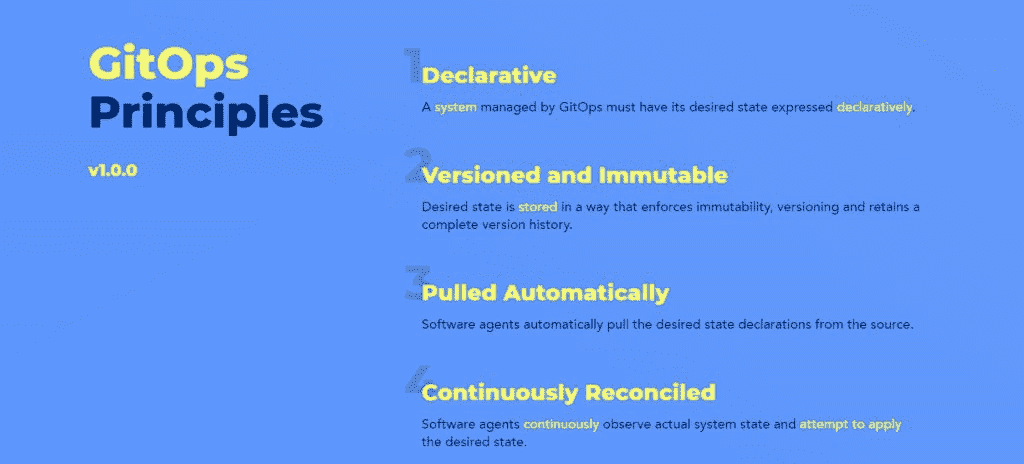 GitOps
Principles
v1.0.0
1
Declarative
A system managed by GitOps must have its desired state expressed declaratively.
2
Versioned and Immutable
Desired state is stored in a way that enforces immutability, versioning and retains a
complete version history.
3
Pulled Automatically
Software agents automatically pull the desired state declarations from the source.
4
Continuously Reconciled
Software agents continuously observe actual system state and attempt to apply
the desired state.